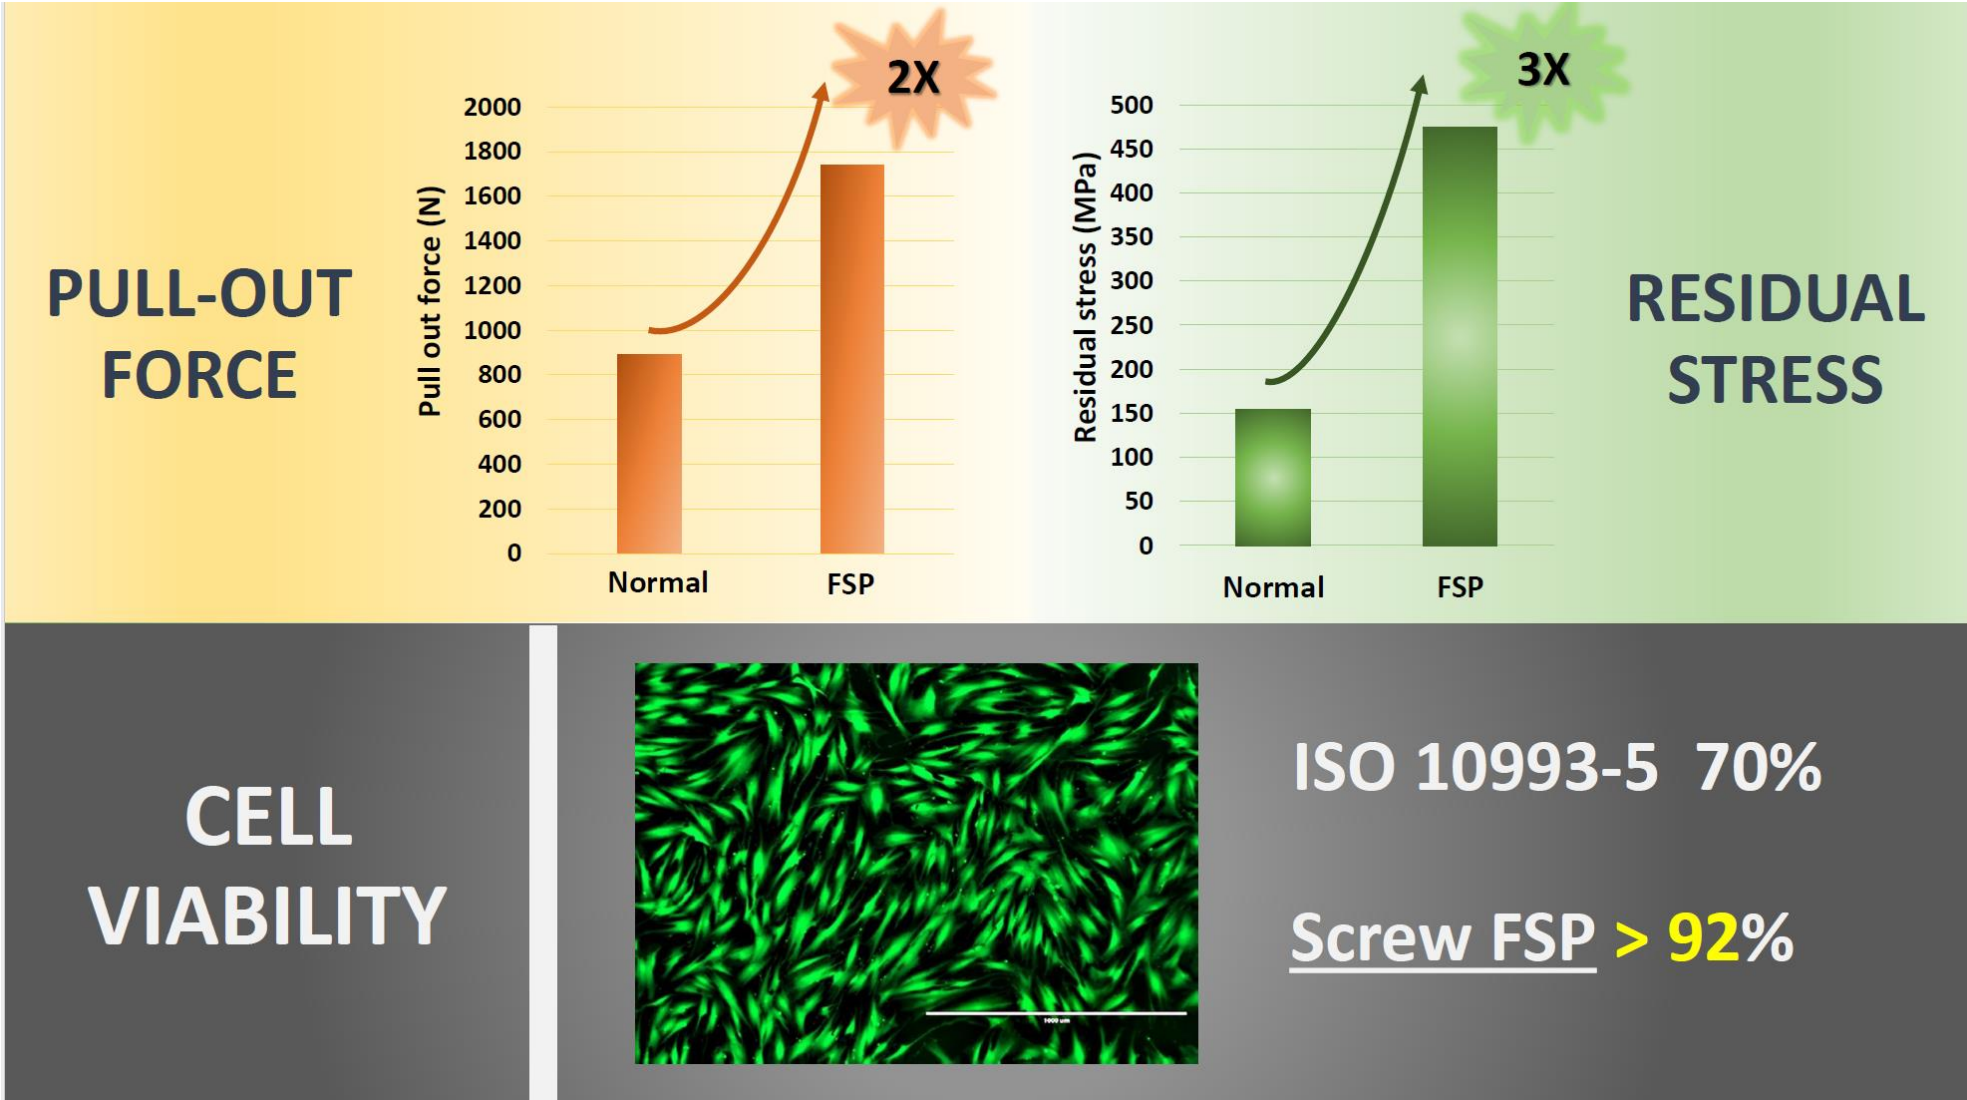 PULL-OUT
FORCE
Pull out force (N)
2000
1800
1600
1400
1200
1000
800
600
400
200
0
Normal
FSP
2X
Residual stress (MPa)
500
450
400
350
300
250
200
150
100
50
0
Normal
FSP
3X
RESIDUAL
STRESS
CELL
VIABILITY
1000 um
ISO 10993-5 70%
Screw FSP > 92%